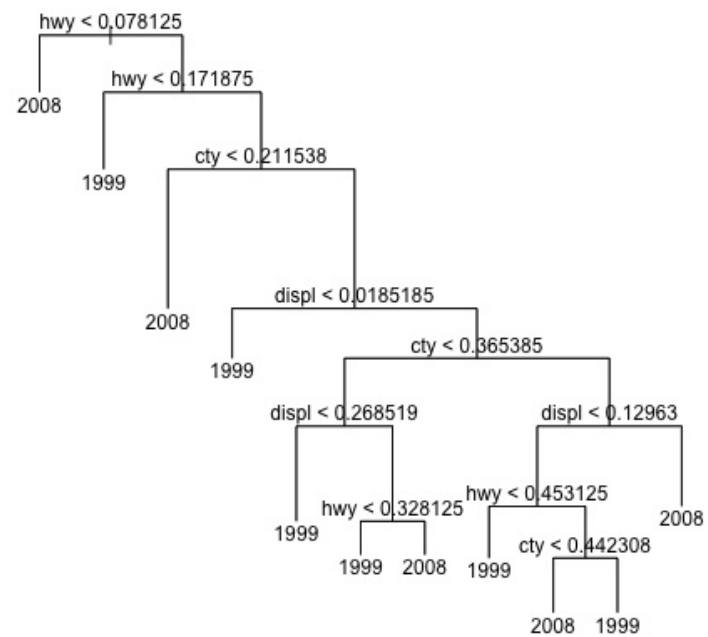 hwy < 0.078125
hwy < 0.171875
2008
cty < 0.211538
1999
displ < 0.0185185
2008
cty < 0.365385
1999
displ < 0.268519
displ < 0.12963
hwy < 0.453125
hwy < 0.328125
2008
1999
cty < 0.442308
1999
2008
1999
2008
1999